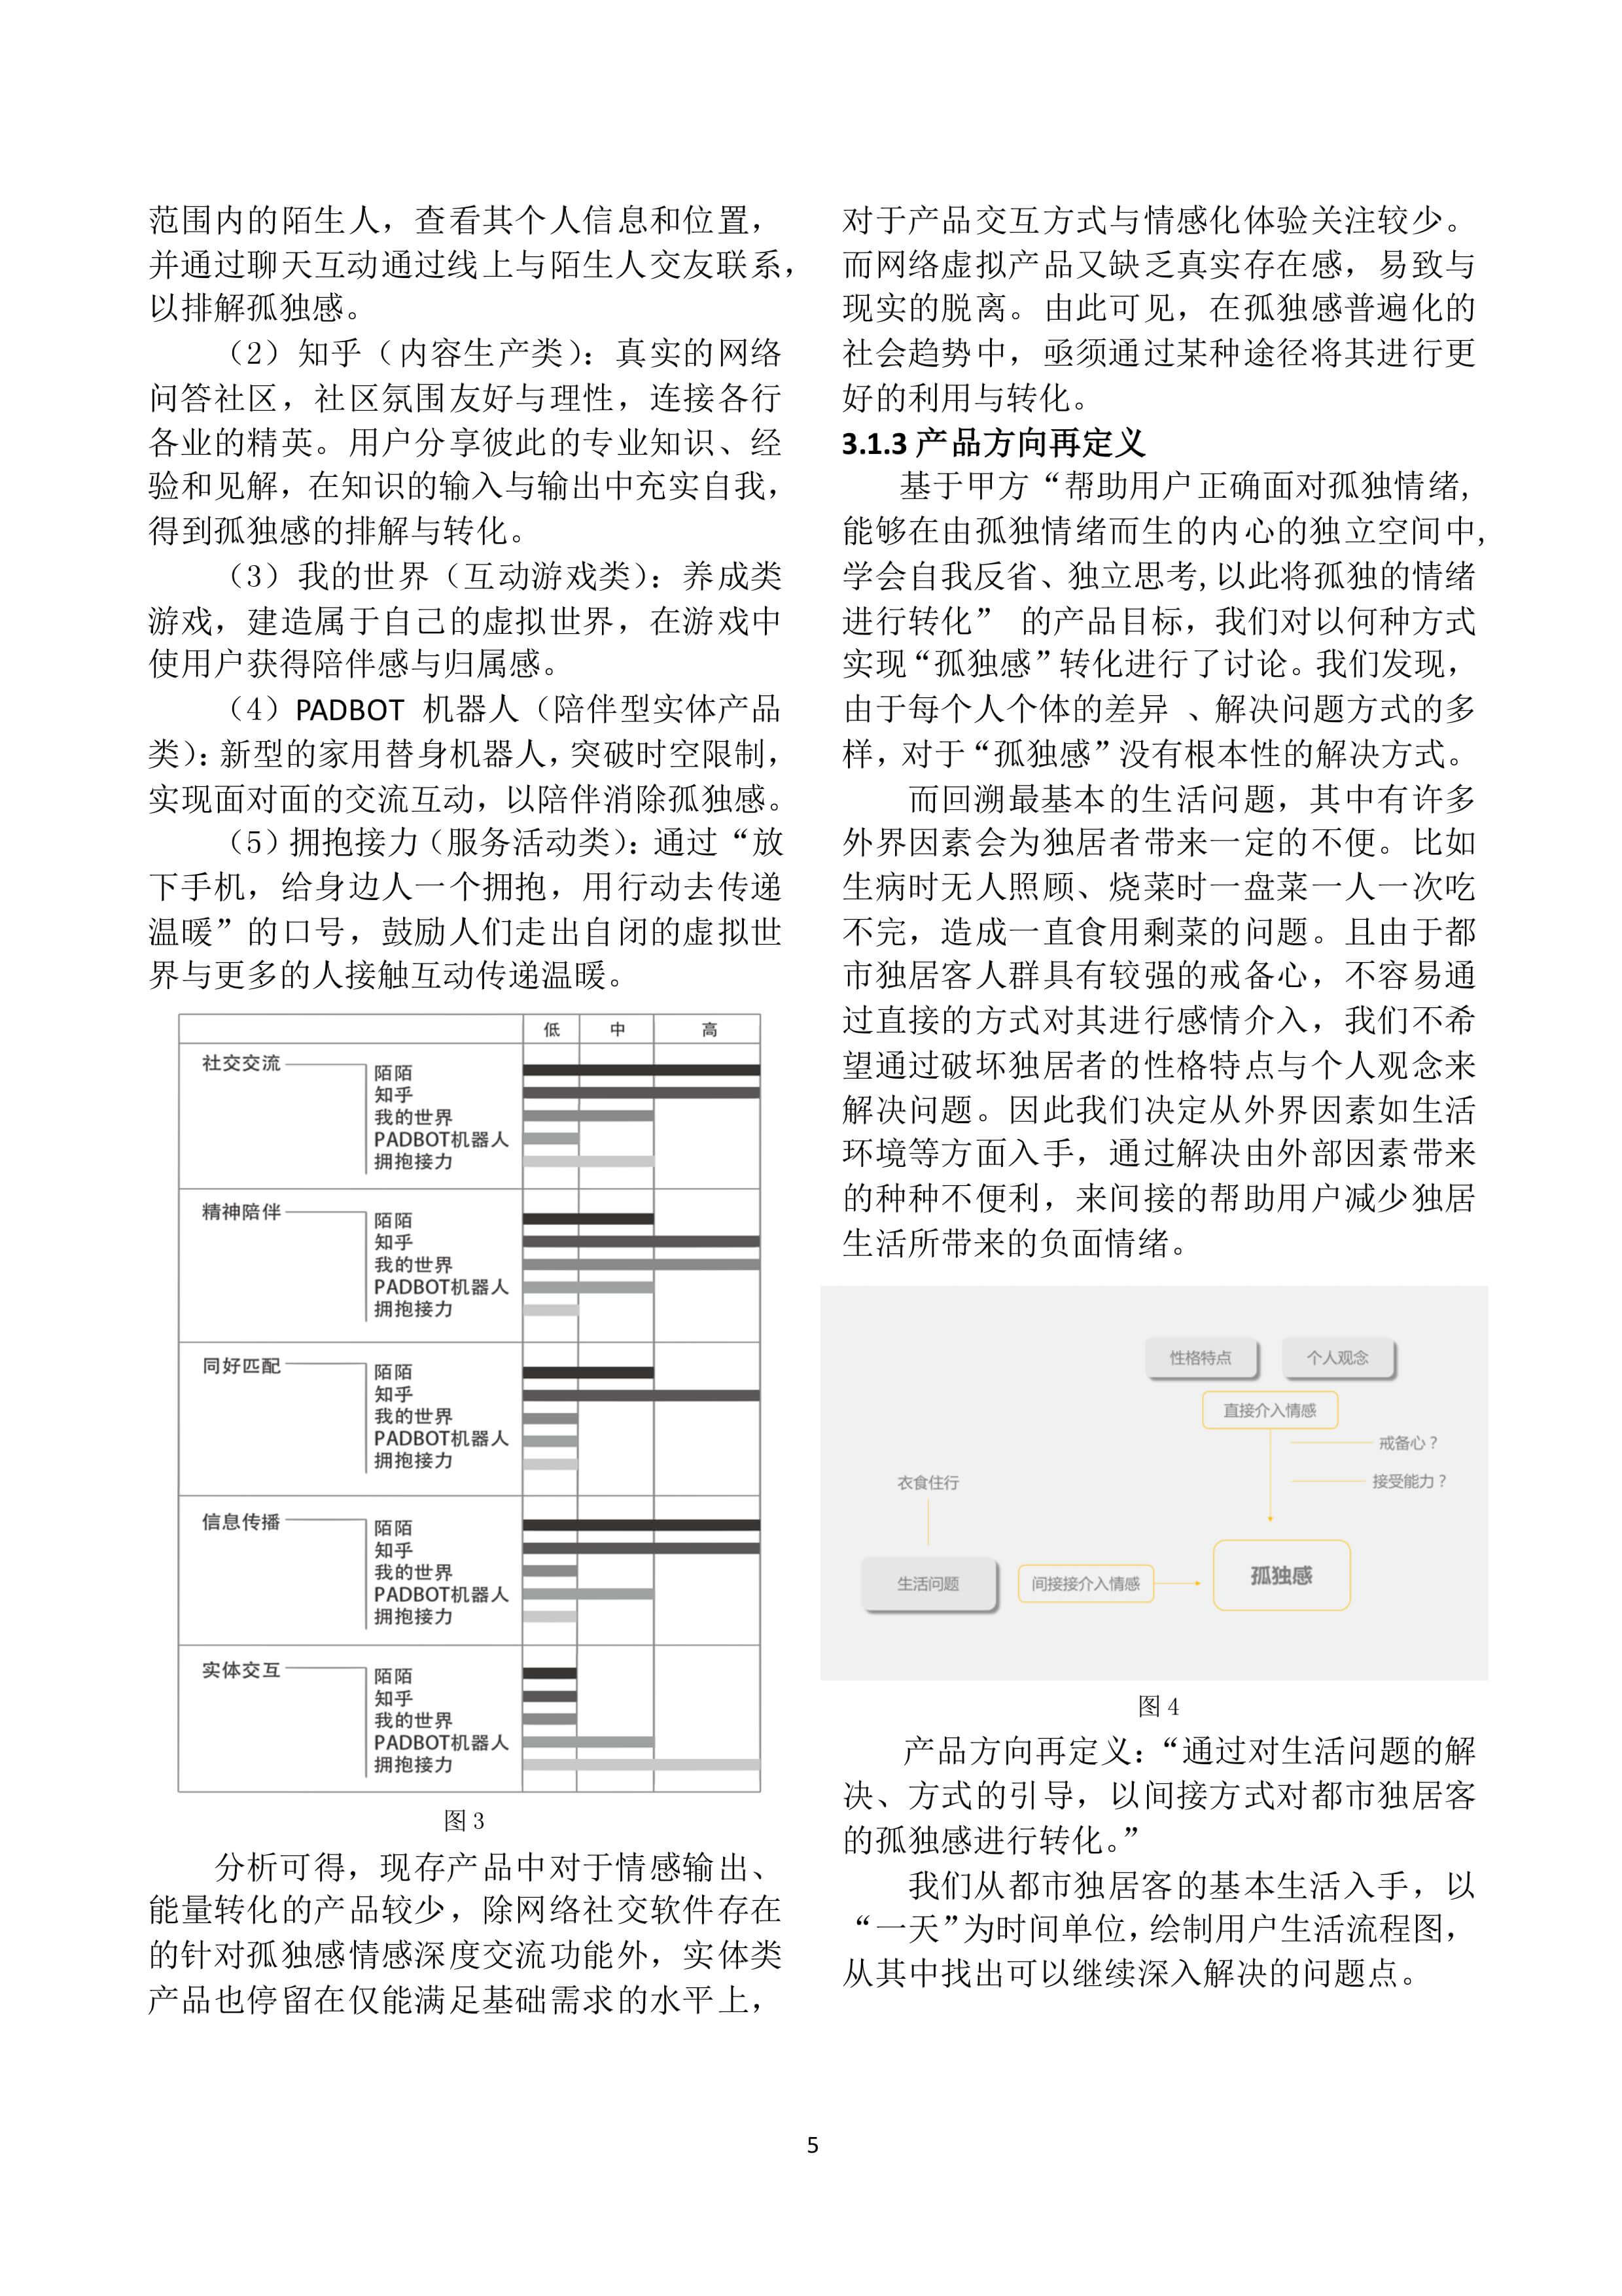 范围内的陌生人，查看其个人信息和位置，
并通过聊天互动通过线上与陌生人交友联系，
以排解孤独感。
（2）知乎（内容生产类）：真实的网络
问答社区，社区氛围友好与理性，连接各行
各业的精英。用户分享彼此的专业知识、经
验和见解，在知识的输入与输出中充实自我，
得到孤独感的排解与转化。
（3）我的世界（互动游戏类）：养成类
游戏，建造属于自己的虚拟世界，在游戏中
使用户获得陪伴感与归属感。
（4）PADBOT 机器人（陪伴型实体产品
类）：新型的家用替身机器人，突破时空限制，
实现面对面的交流互动，以陪伴消除孤独感。
（5）拥抱接力（服务活动类）：通过“放
下手机，给身边人一个拥抱，用行动去传递
温暖”的口号，鼓励人们走出自闭的虚拟世
界与更多的人接触互动传递温暖。
低 中 高
社交交流
陌陌
知乎
我的世界
PADBOT机器人
拥抱接力
精神陪伴
陌陌
知乎
我的世界
PADBOT机器人
拥抱接力
同好匹配
陌陌
知乎
我的世界
PADBOT机器人
拥抱接力
信息传播
陌陌
知乎
我的世界
PADBOT机器人
拥抱接力
实体交互
陌陌
知乎
我的世界
PADBOT机器人
拥抱接力
图 3
分析可得，现存产品中对于情感输出、
能量转化的产品较少，除网络社交软件存在
的针对孤独感情感深度交流功能外，实体类
产品也停留在仅能满足基础需求的水平上，
对于产品交互方式与情感化体验关注较少。
而网络虚拟产品又缺乏真实存在感，易致与
现实的脱离。由此可见，在孤独感普遍化的
社会趋势中，亟须通过某种途径将其进行更
好的利用与转化。
3.1.3 产品方向再定义
基于甲方“帮助用户正确面对孤独情绪,
能够在由孤独情绪而生的内心的独立空间中,
学会自我反省、独立思考,以此将孤独的情绪
进行转化” 的产品目标，我们对以何种方式
实现“孤独感”转化进行了讨论。我们发现，
由于每个人个体的差异 、解决问题方式的多
样，对于“孤独感”没有根本性的解决方式。
而回溯最基本的生活问题，其中有许多
外界因素会为独居者带来一定的不便。比如
生病时无人照顾、烧菜时一盘菜一人一次吃
不完，造成一直食用剩菜的问题。且由于都
市独居客人群具有较强的戒备心，不容易通
过直接的方式对其进行感情介入，我们不希
望通过破坏独居者的性格特点与个人观念来
解决问题。因此我们决定从外界因素如生活
环境等方面入手，通过解决由外部因素带来
的种种不便利，来间接的帮助用户减少独居
生活所带来的负面情绪。
性格特点 个人观念
直接介入情感
戒备心？
接受能力？
衣食住行
生活问题 间接接介入情感 孤独感
图 4
产品方向再定义：“通过对生活问题的解
决、方式的引导，以间接方式对都市独居客
的孤独感进行转化。”
我们从都市独居客的基本生活入手，以
“一天”为时间单位，绘制用户生活流程图，
从其中找出可以继续深入解决的问题点。
5